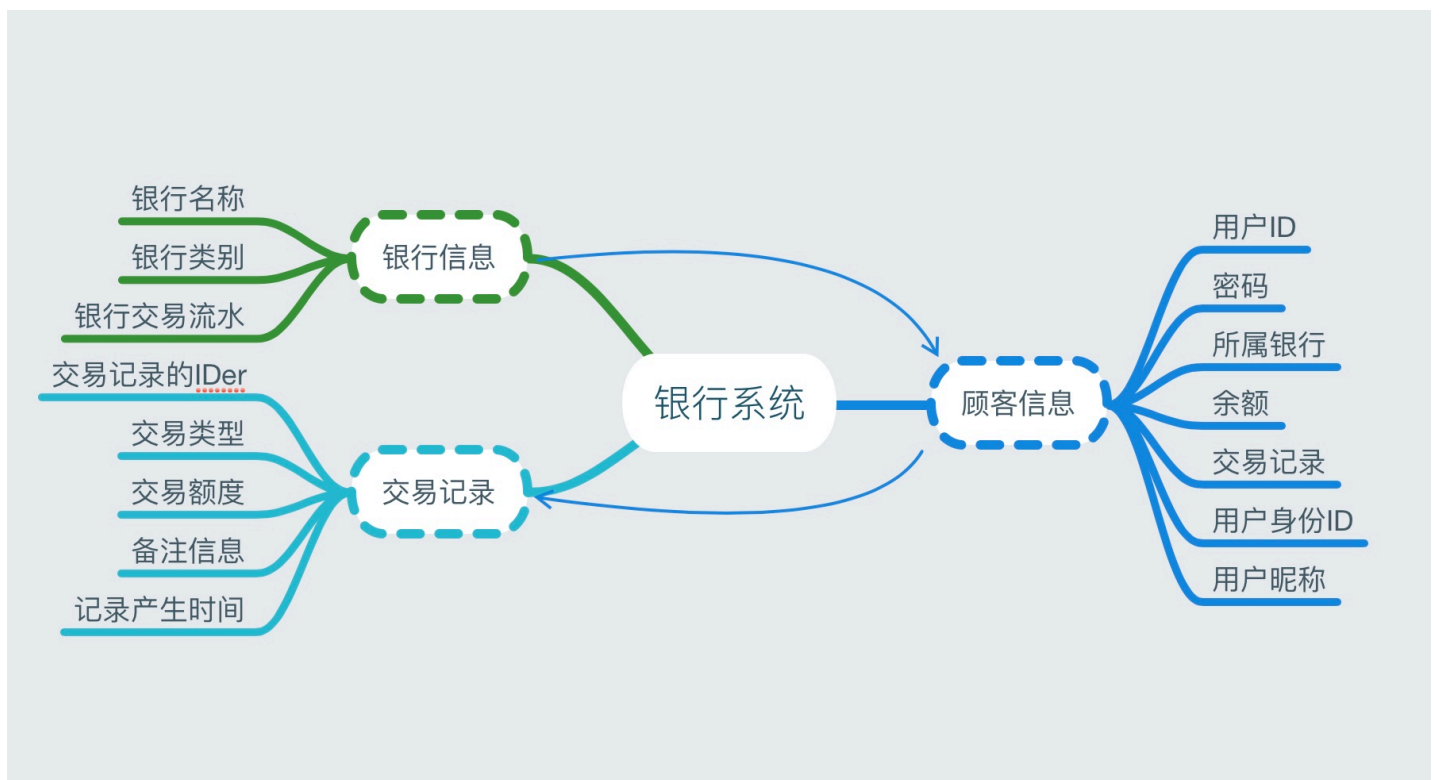 银行系统
银行信息
银行名称
银行类别
银行交易流水
交易记录
交易记录的IDer
交易类型
交易额度
备注信息
记录产生时间
顾客信息
用户ID
密码
所属银行
余额
交易记录
用户身份ID
用户昵称